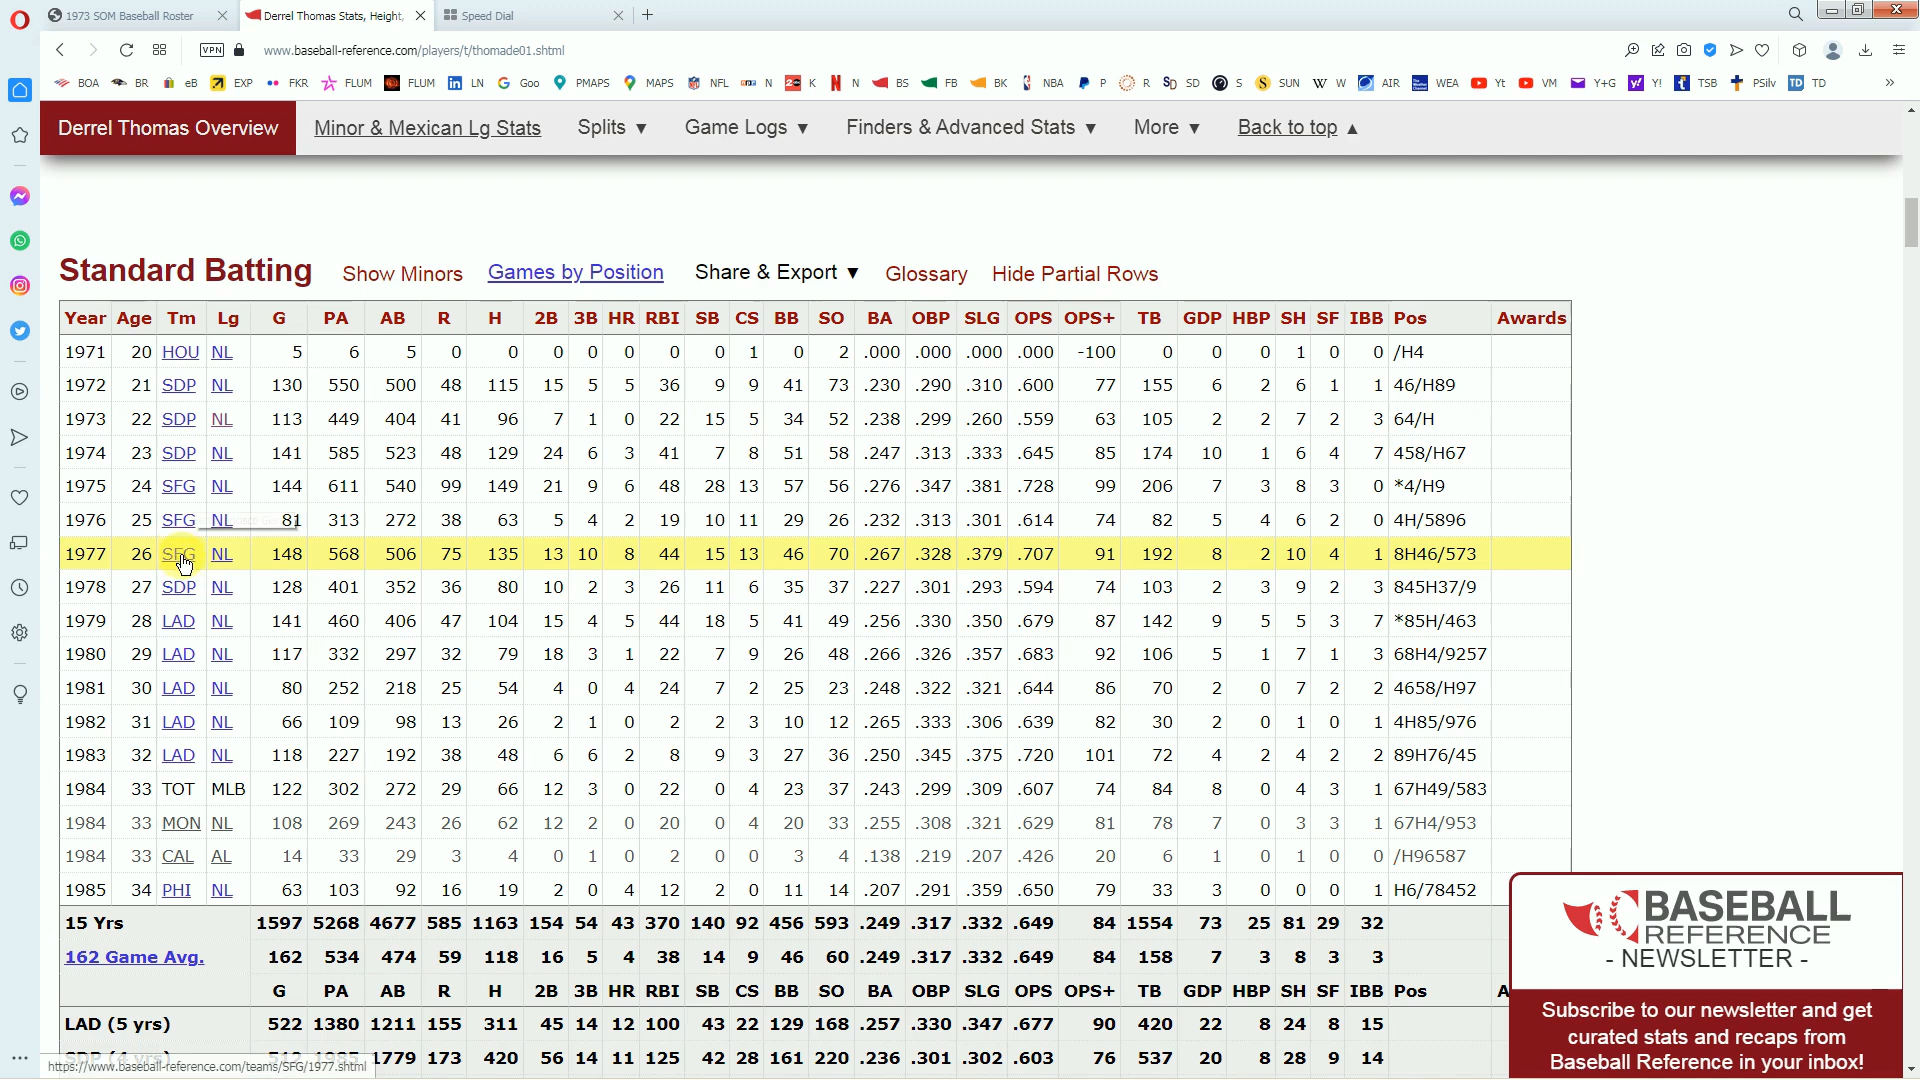 1973 SOM Baseball Roster
Derrel Thomas Stats, Height,
Speed Dial
VPN
www.baseball-reference.com/players/t/thomade01.shtml
BOA BR eB EXP FKR FLUM FLUM LN Goo PMAPS MAPS NFL N K N BS FB BK NBA P R SD S SUN W AIR WEA Yt VM Y+G Y! TSB PSilv TD
Derrel Thomas Overview Minor & Mexican Lg Stats Splits ▼ Game Logs ▼ Finders & Advanced Stats ▼ More ▼ Back to top ▲
Standard Batting Show Minors Games by Position Share & Export ▼ Glossary Hide Partial Rows
Year Age Tm Lg G PA AB R H 2B 3B HR RBI SB CS BB SO BA OBP SLG OPS OPS+ TB GDP HBP SH SF IBB Pos Awards
1971 20 HOU NL 5 6 5 0 0 0 0 0 0 0 1 0 2 .000 .000 .000 .000 -100 0 0 0 1 0 0 /H4
1972 21 SDP NL 130 550 500 48 115 15 5 5 36 9 9 41 73 .230 .290 .310 .600 77 155 6 2 6 1 1 46/H89
1973 22 SDP NL 113 449 404 41 96 7 1 0 22 15 5 34 52 .238 .299 .260 .559 63 105 2 2 7 2 3 64/H
1974 23 SDP NL 141 585 523 48 129 24 6 3 41 7 8 51 58 .247 .313 .333 .645 85 174 10 1 6 4 7 458/H67
1975 24 SFG NL 144 611 540 99 149 21 9 6 48 28 13 57 56 .276 .347 .381 .728 99 206 7 3 8 3 0 *4/H9
1976 25 SFG NL 81 313 272 38 63 5 4 2 19 10 11 29 26 .232 .313 .301 .614 74 82 5 4 6 2 0 4H/5896
1977 26 SFG NL 148 568 506 75 135 13 10 8 44 15 13 46 70 .267 .328 .379 .707 91 192 8 2 10 4 1 8H46/573
1978 27 SDP NL 128 401 352 36 80 10 2 3 26 11 6 35 37 .227 .301 .293 .594 74 103 2 3 9 2 3 845H37/9
1979 28 LAD NL 141 460 406 47 104 15 4 5 44 18 5 41 49 .256 .330 .350 .679 87 142 9 5 5 3 7 *85H/463
1980 29 LAD NL 117 332 297 32 79 18 3 1 22 7 9 26 48 .266 .326 .357 .683 92 106 5 1 7 1 3 68H4/9257
1981 30 LAD NL 80 252 218 25 54 4 0 4 24 7 2 25 23 .248 .322 .321 .644 86 70 2 0 7 2 2 4658/H97
1982 31 LAD NL 66 109 98 13 26 2 1 0 2 2 3 10 12 .265 .333 .306 .639 82 30 2 0 1 0 1 4H85/976
1983 32 LAD NL 118 227 192 38 48 6 6 2 8 9 3 27 36 .250 .345 .375 .720 101 72 4 2 4 2 2 89H76/45
1984 33 TOT MLB 122 302 272 29 66 12 3 0 22 0 4 23 37 .243 .299 .309 .607 74 84 8 0 4 3 1 67H49/583
1984 33 MON NL 108 269 243 26 62 12 2 0 20 0 4 20 33 .255 .308 .321 .629 81 78 7 0 3 3 1 67H4/953
1984 33 CAL AL 14 33 29 3 4 0 1 0 2 0 0 3 4 .138 .219 .207 .426 20 6 1 0 1 0 0 /H96587
1985 34 PHI NL 63 103 92 16 19 2 0 4 12 2 0 11 14 .207 .291 .359 .650 79 33 3 0 0 0 1 H6/78452
15 Yrs 1597 5268 4677 585 1163 154 54 43 370 140 92 456 593 .249 .317 .332 .649 84 1554 73 25 81 29 32
162 Game Avg. 162 534 474 59 118 16 5 4 38 14 9 46 60 .249 .317 .332 .649 84 158 7 3 8 3 3
G PA AB R H 2B 3B HR RBI SB CS BB SO BA OBP SLG OPS OPS+ TB GDP HBP SH SF IBB Pos
LAD (5 yrs) 522 1380 1211 155 311 45 14 12 100 43 22 129 168 .257 .330 .347 .677 90 420 22 8 24 8 15
SDP (4 yrs) 512 1985 1779 173 420 56 14 11 125 42 28 161 220 .236 .301 .302 .603 76 537 20 8 28 9 14
https://www.baseball-reference.com/teams/SFG/1977.shtml
BASEBALL
REFERENCE
- NEWSLETTER -
Subscribe to our newsletter and get
curated stats and recaps from
Baseball Reference in your inbox!